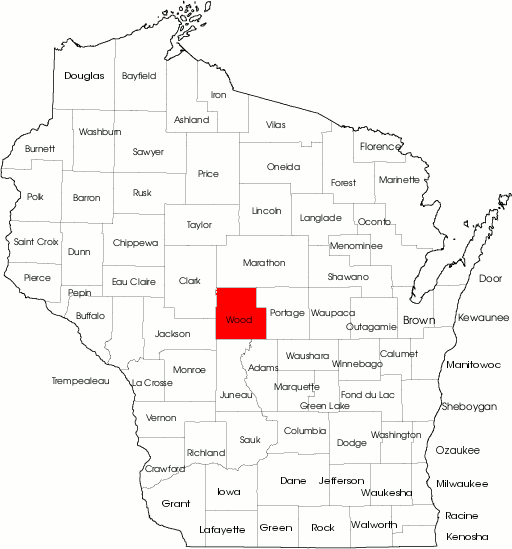 Douglas
Bayfield
Iron
Ashland
Vilas
Washburn
Burnett
Sawyer
Florence
Price
Oneida
Forest
Marinette
Polk
Barron
Rusk
Lincoln
Langlade
Oconto
Taylor
Saint Croix
Dunn
Chippewa
Menominee
Marathon
Pierce
Eau Claire
Clark
Shawano
Door
Pepin
Buffalo
Wood
Portage
Waupaca
Outagamie
Brown
Kewaunee
Jackson
Waushara
Calumet
Winnebago
Manitowoc
Trempealeau
La Crosse
Monroe
Adams
Juneau
Marquette
Green Lake
Fond du Lac
Sheboygan
Vernon
Columbia
Sauk
Dodge
Washington
Richland
Ozaukee
Crawford
Dane
Jefferson
Waukesha
Milwaukee
Grant
Iowa
Lafayette
Green
Rock
Walworth
Racine
Kenosha